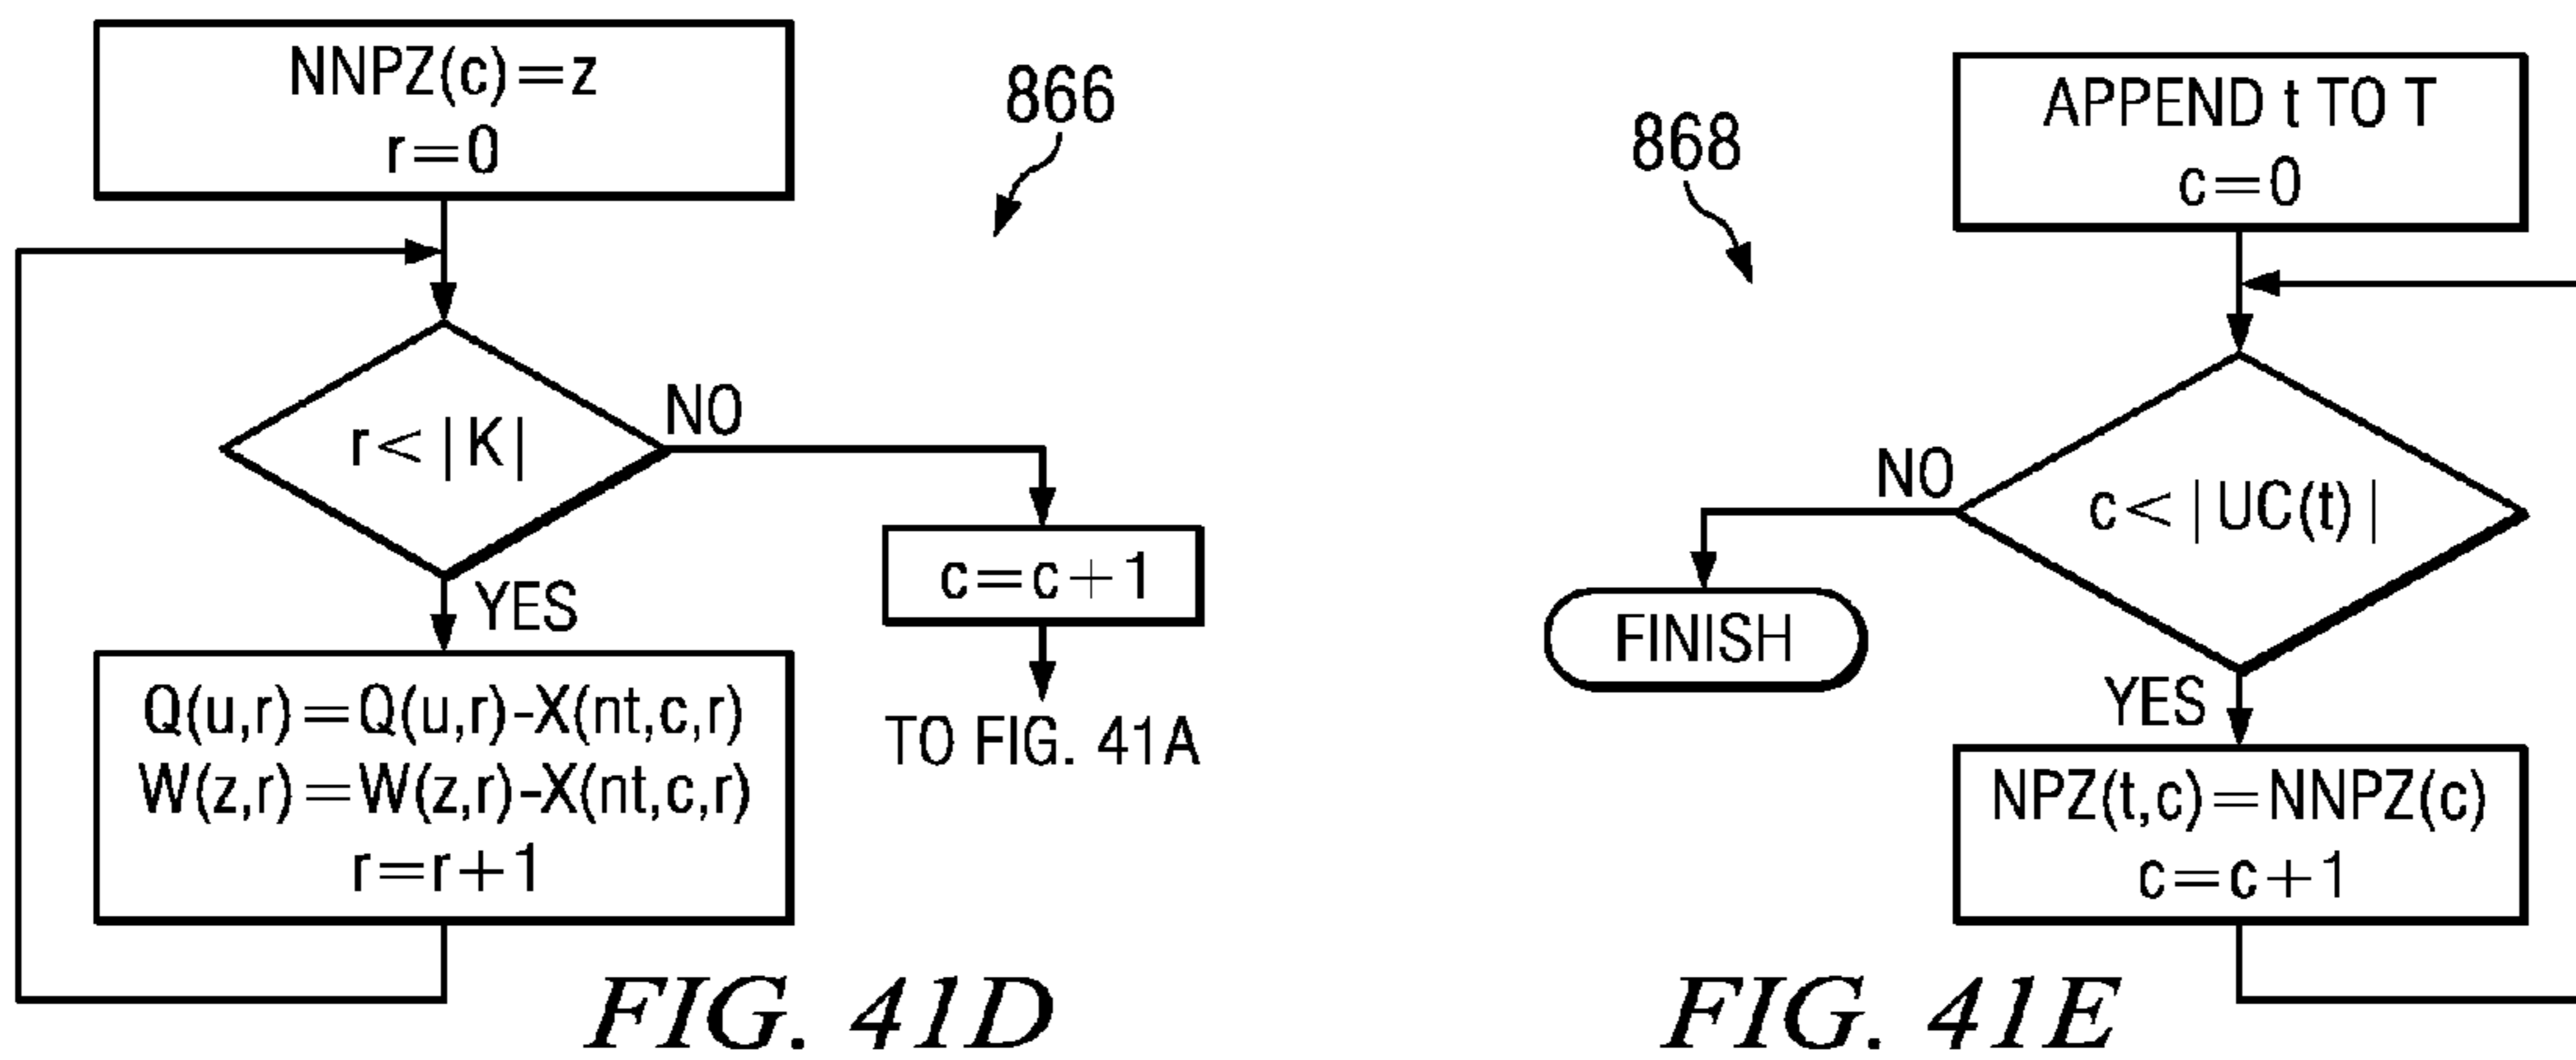 NNPZ(c)=z
r=0
866
r<|K|
NO
c=c+1
TO FIG. 41A
YES
Q(u,r)=Q(u,r)-X(nt,c,r)
W(z,r)=W(z,r)-X(nt,c,r)
r=r+1
FIG. 41D
868
APPEND t TO T
c=0
c<|UC(t)|
NO
FINISH
YES
NPZ(t,c)=NNPZ(c)
c=c+1
FIG. 41E